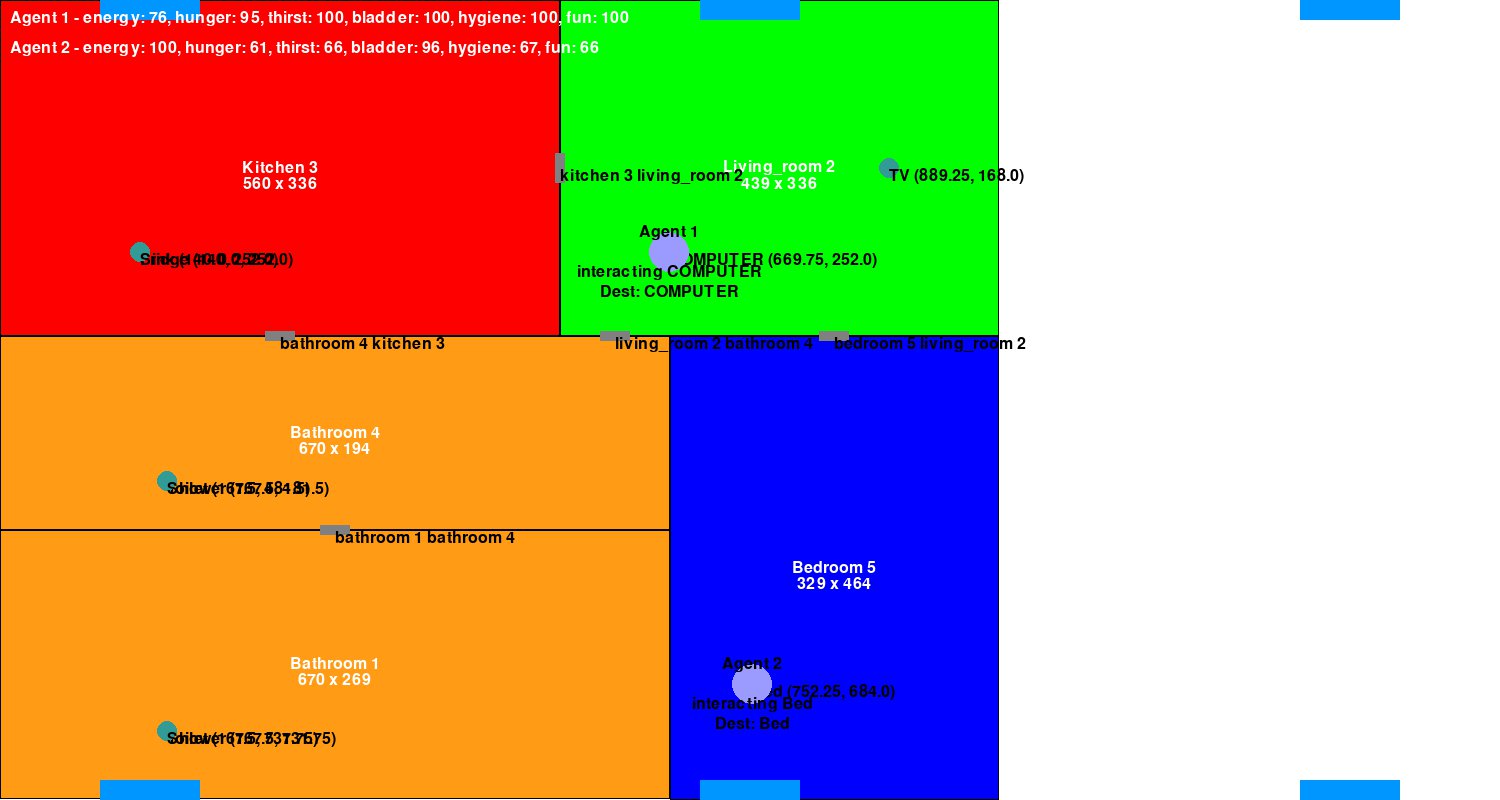 Agent 1 - energy: 76, hunger: 95, thirst: 100, bladder: 100, hygiene: 100, fun: 100
Agent 2 - energy: 100, hunger: 61, thirst: 66, bladder: 96, hygiene: 67, fun: 66
Kitchen 3
560 x 336
Living_room 2
439 x 336
kitchen 3 living_room 2
TV (889.25, 168.0)
Agent 1
COMPUTER (669.75, 252.0)
interacting COMPUTER
Dest: COMPUTER
bathroom 4 kitchen 3
living_room 2 bathroom 4
bedroom 5 living_room 2
Bathroom 4
670 x 194
bathroom 1 bathroom 4
Bedroom 5
329 x 464
Bathroom 1
670 x 269
Agent 2
(752.25, 684.0)
interacting Bed
Dest: Bed